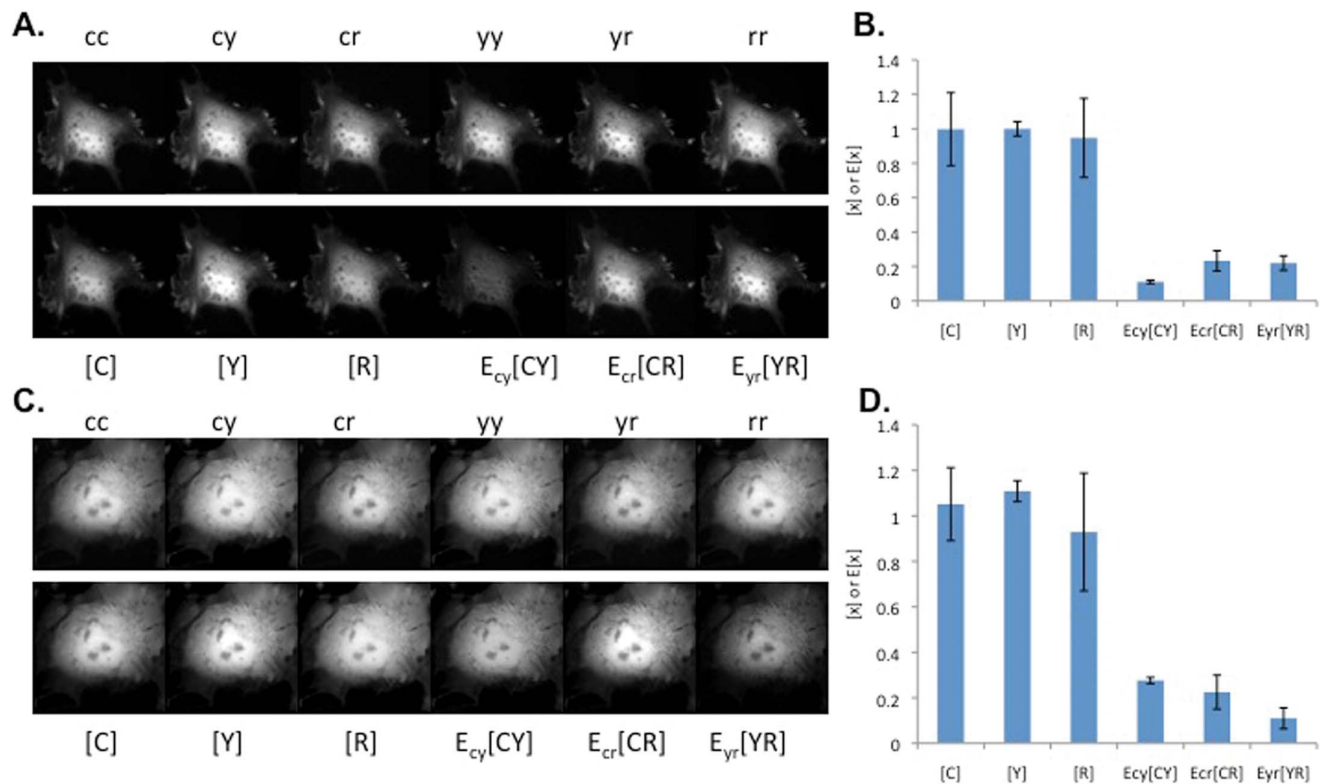 A.
cc cy cr yy yr rr
[C] [Y] [R] Ecy[CY] Ecr[CR] Eyr[YR]
B.
1.4
1.2
1
0.8
0.6
0.4
0.2
0
[x] or E[x]
[C] [Y] [R] Ecy[CY] Ecr[CR] Eyr[YR]
C.
cc cy cr yy yr rr
[C] [Y] [R] Ecy[CY] Ecr[CR] Eyr[YR]
D.
1.4
1.2
1
0.8
0.6
0.4
0.2
0
[x] or E[x]
[C] [Y] [R] Ecy[CY] Ecr[CR] Eyr[YR]